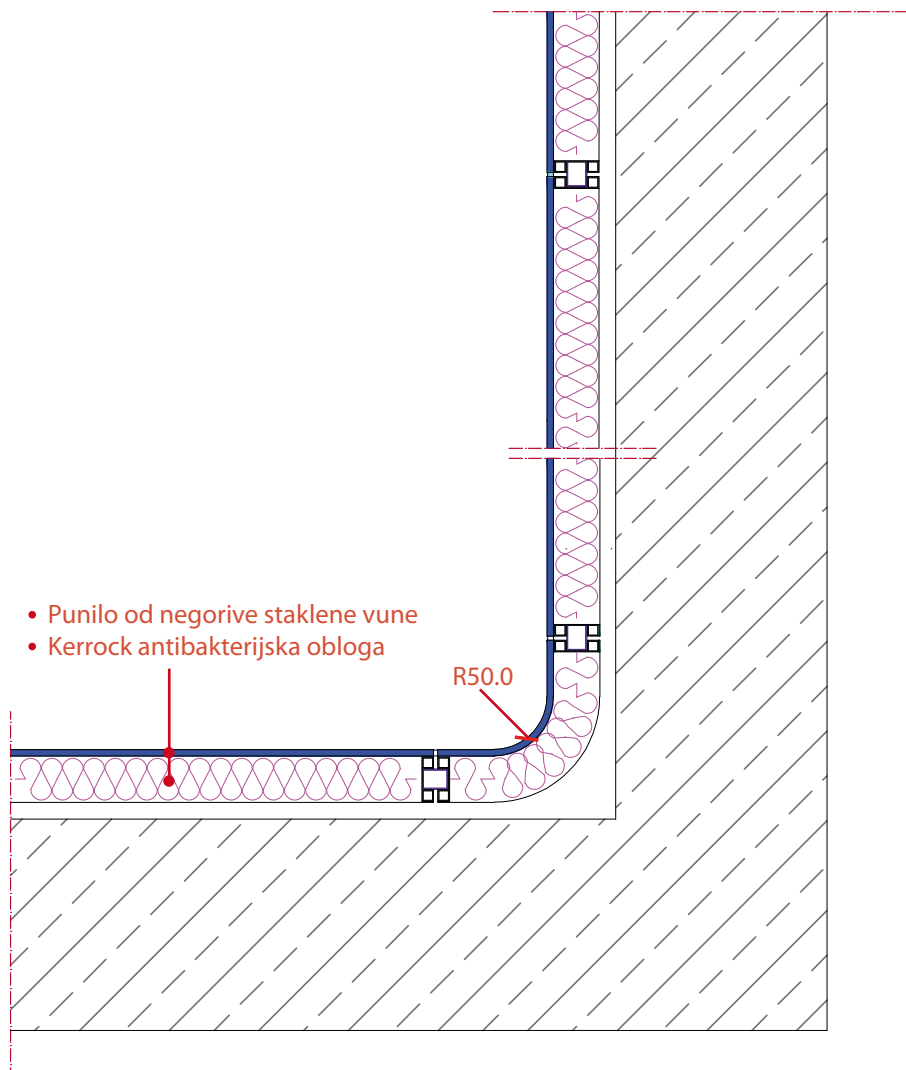 • Punilo od negorive staklene vune
• Kerrock antibakterijska obloga
R50.0